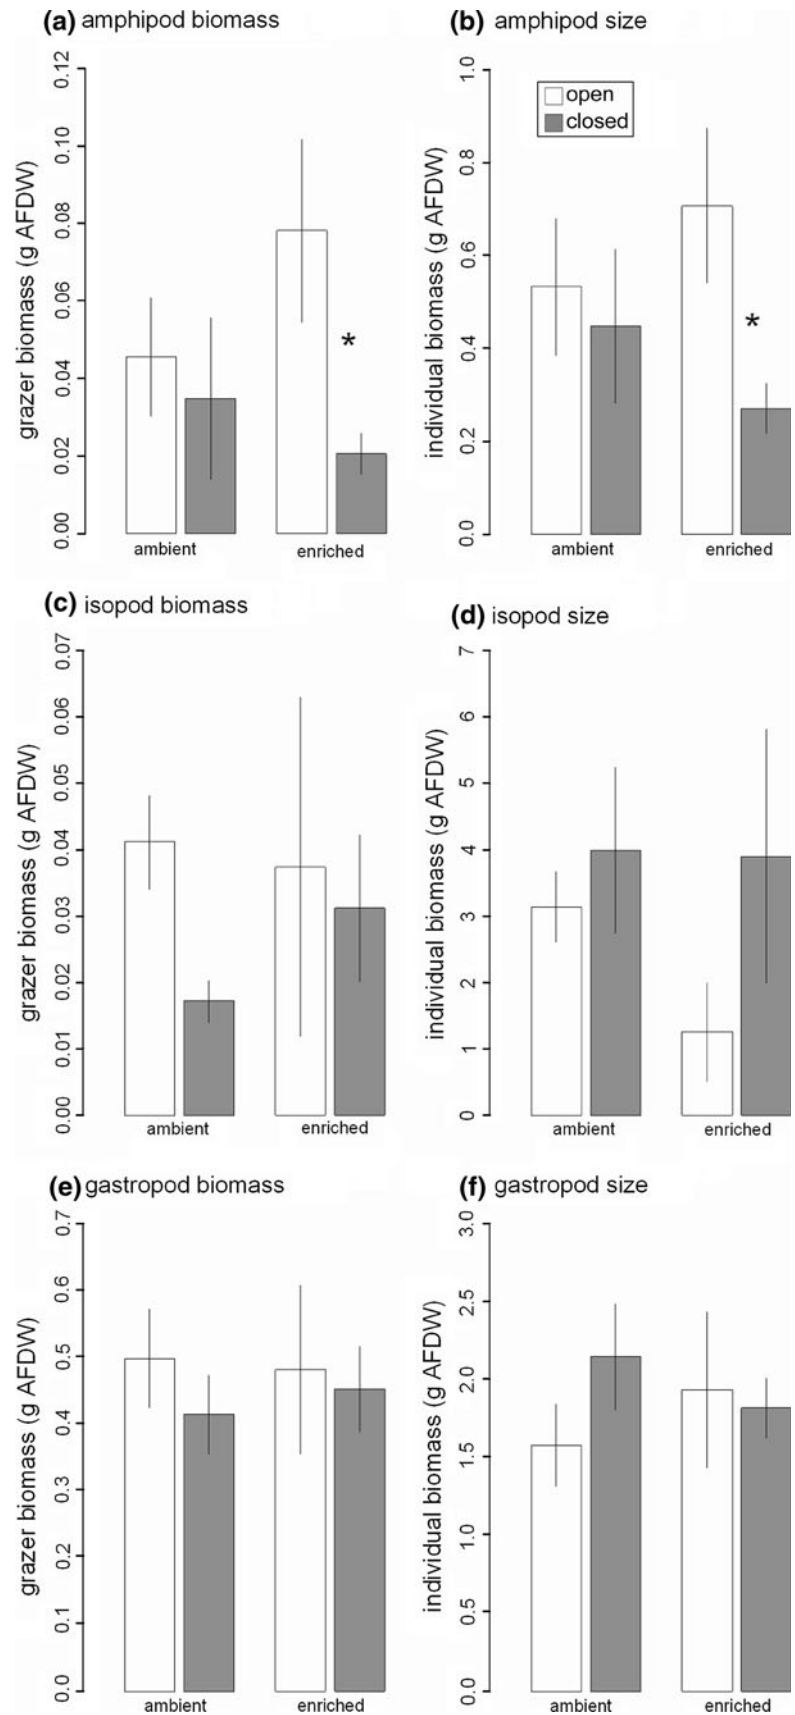 (a) amphipod biomass
grazer biomass (g AFDW)
0.00 0.02 0.04 0.06 0.08 0.10 0.12
*
ambient enriched
(b) amphipod size
individual biomass (g AFDW)
0.0 0.2 0.4 0.6 0.8 1.0
open
closed
*
ambient enriched
(c) isopod biomass
grazer biomass (g AFDW)
0.00 0.01 0.02 0.03 0.04 0.05 0.06 0.07
ambient enriched
(d) isopod size
individual biomass (g AFDW)
7
6
5
4
3
2
1
0
ambient enriched
(e) gastropod biomass
grazer biomass (g AFDW)
0.0 0.1 0.2 0.3 0.4 0.5 0.6 0.7
ambient enriched
(f) gastropod size
individual biomass (g AFDW)
0.0 0.5 1.0 1.5 2.0 2.5 3.0
ambient enriched